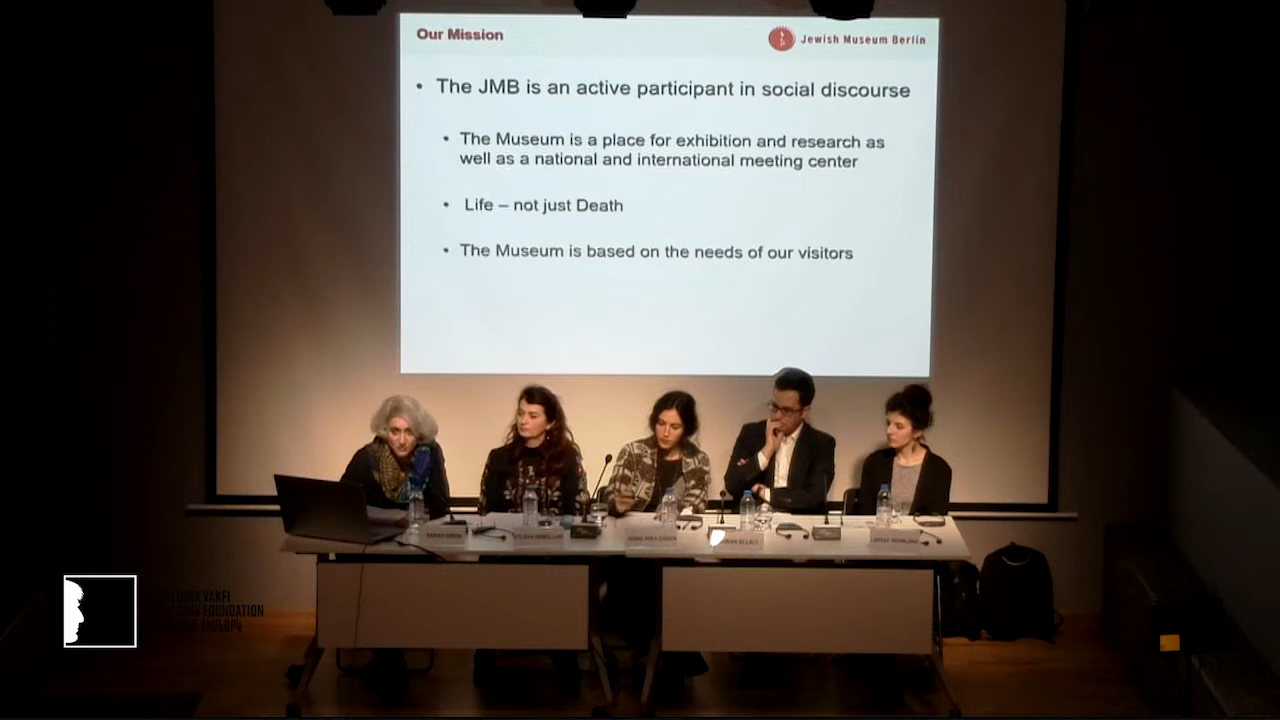 Our Mission
Jewish Museum Berlin
• The JMB is an active participant in social discourse
• The Museum is a place for exhibition and research as
well as a national and international meeting center
• Life – not just Death
• The Museum is based on the needs of our visitors
VAKFI
FOUNDATION